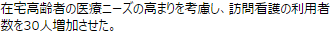 在宅高齢者の医療ニーズの高まりを考慮し、訪問看護の利用者
数を30人増加させた。